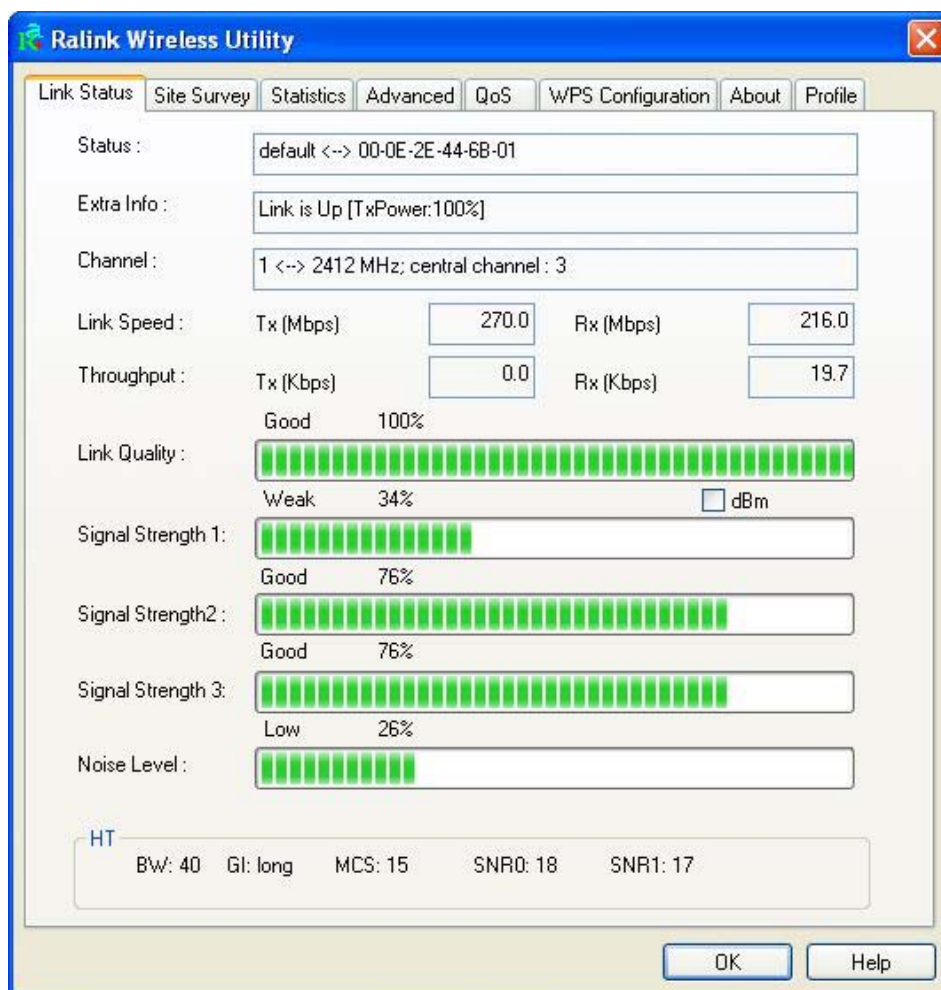 Ralink Wireless Utility
Link Status Site Survey Statistics Advanced QoS WPS Configuration About Profile
Status : default <--> 00-0E-2E-44-6B-01
Extra Info : Link is Up [TxPower:100%]
Channel : 1 <--> 2412 MHz; central channel : 3
Link Speed : Tx (Mbps) 270.0 Rx (Mbps) 216.0
Throughput : Tx (Kbps) 0.0 Rx (Kbps) 19.7
Good 100%
Link Quality :
Weak 34% dBm
Signal Strength 1:
Good 76%
Signal Strength2 :
Good 76%
Signal Strength 3:
Low 26%
Noise Level :
HT
BW: 40 GI: long MCS: 15 SNR0: 18 SNR1: 17
OK Help